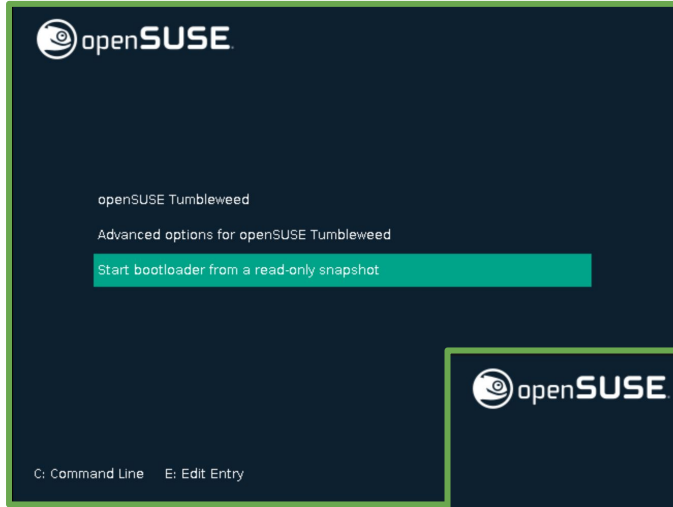 openSUSE.
openSUSE Tumbleweed
Advanced options for openSUSE Tumbleweed
Start bootloader from a read-only snapshot
openSUSE.
C: Command Line E: Edit Entry